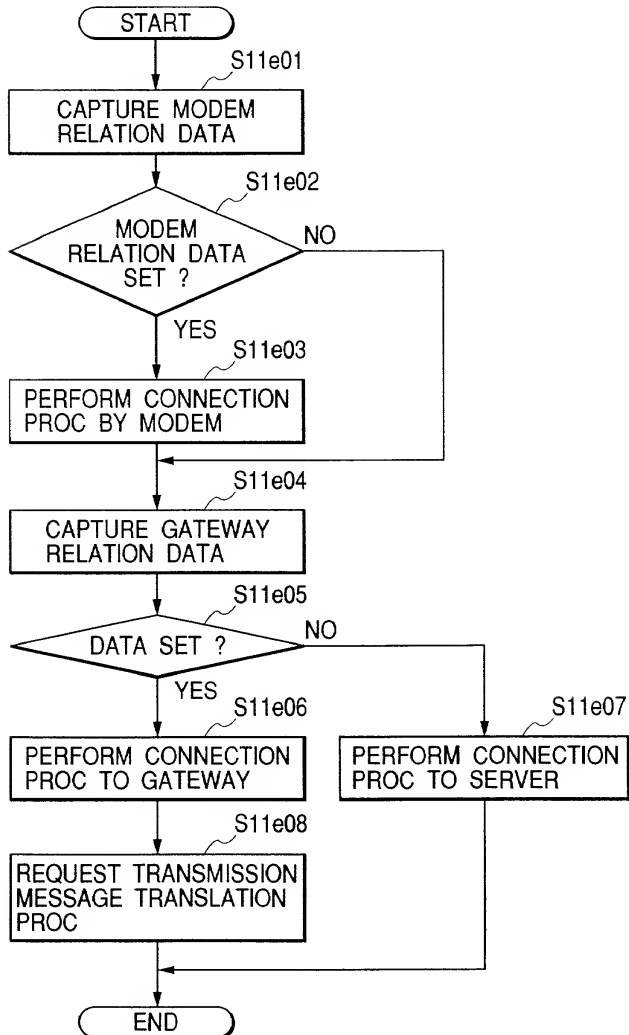 START
S11e01
CAPTURE MODEM
RELATION DATA
S11e02
MODEM
RELATION DATA
SET ?
NO
YES
S11e03
PERFORM CONNECTION
PROC BY MODEM
S11e04
CAPTURE GATEWAY
RELATION DATA
S11e05
DATA SET ?
NO
YES
S11e06
PERFORM CONNECTION
PROC TO GATEWAY
S11e07
PERFORM CONNECTION
PROC TO SERVER
S11e08
REQUEST TRANSMISSION
MESSAGE TRANSLATION
PROC
END